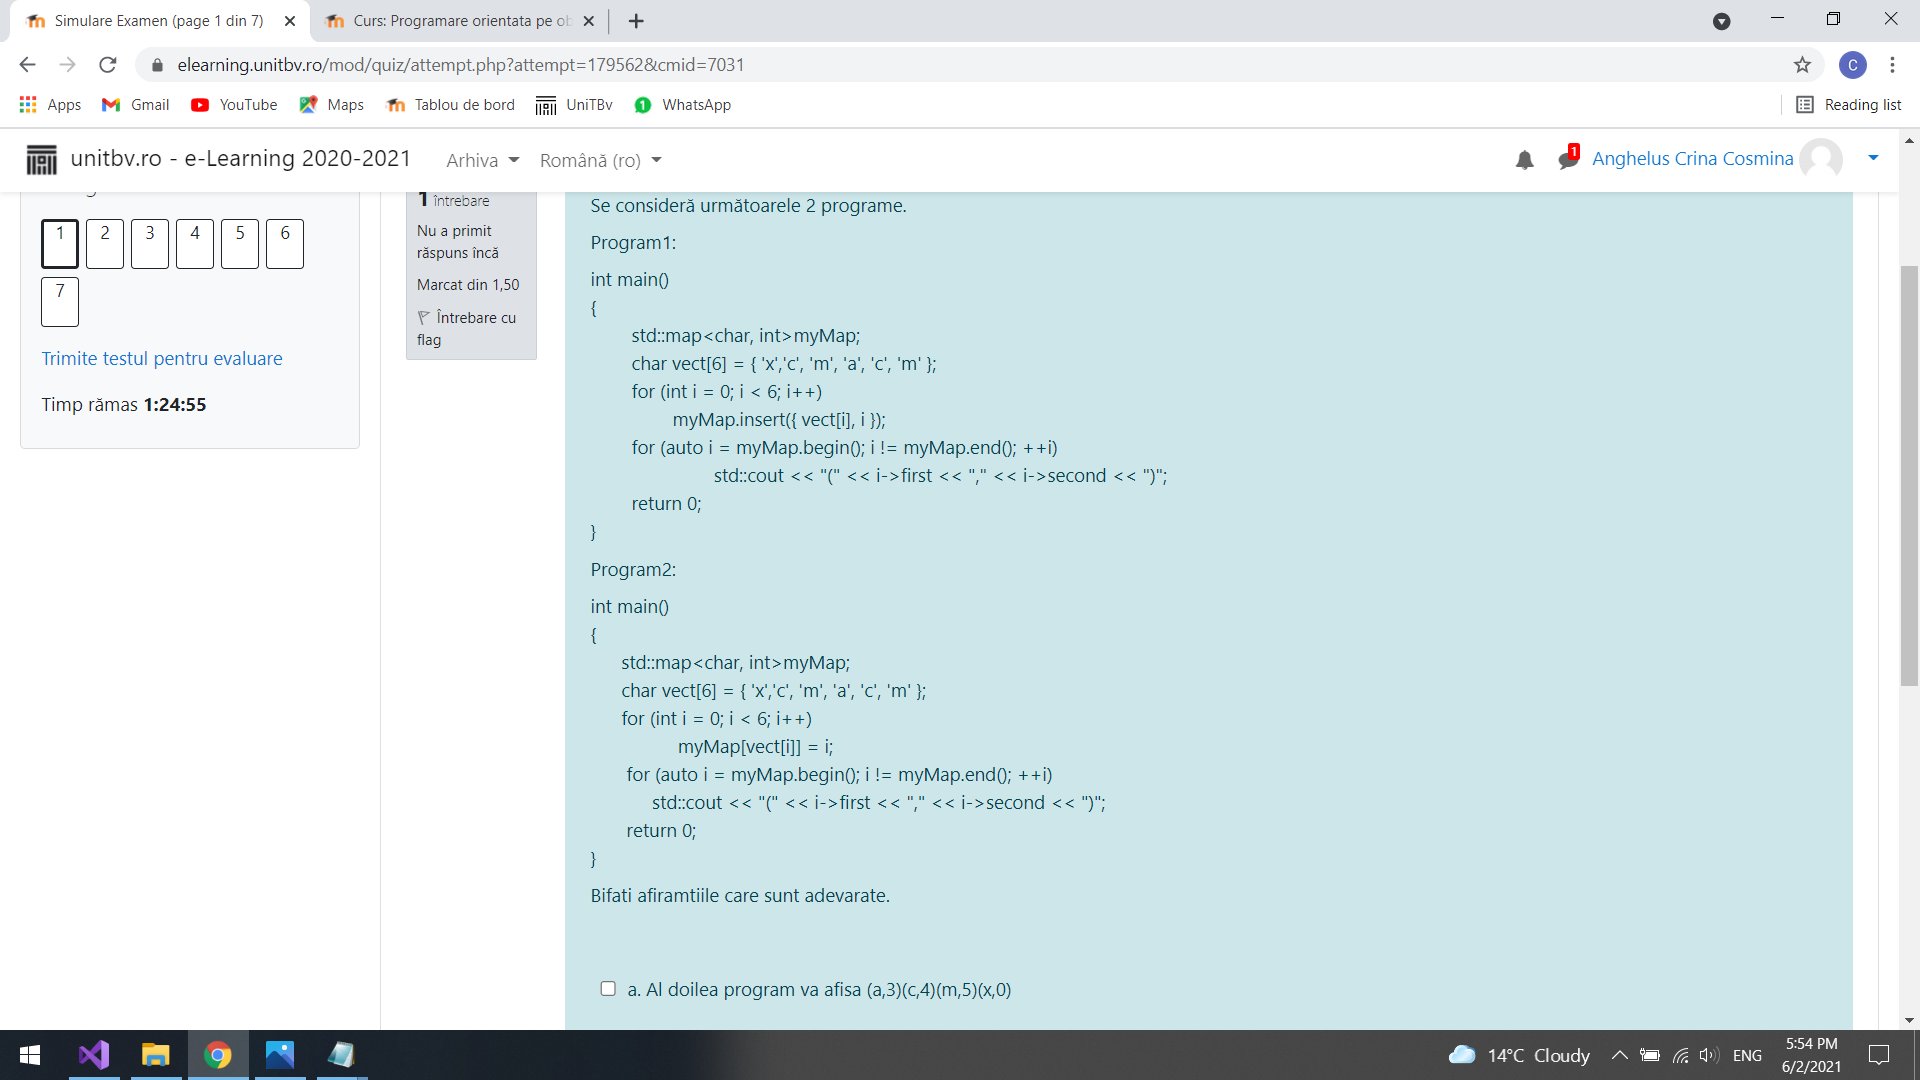 Simulare Examen (page 1 din 7)
Curs: Programare orientata pe ob
elearning.unitbv.ro/mod/quiz/attempt.php?attempt=179562&cmid=7031
C
Apps
Gmail
YouTube
Maps
Tablou de bord
UniTBv
1
WhatsApp
Reading list
unitbv.ro - e-Learning 2020-2021
Arhiva
Română (ro)
1
Anghelus Crina Cosmina
1 2 3 4 5 6
7
Trimite testul pentru evaluare
Timp rămas 1:24:55
1 întrebare
Nu a primit
răspuns încă
Marcat din 1,50
Întrebare cu
flag
Se consideră următoarele 2 programe.
Program1:
int main()
{
std::map<char, int>myMap;
char vect[6] = { 'x','c', 'm', 'a', 'c', 'm' };
for (int i = 0; i < 6; i++)
myMap.insert({ vect[i], i });
for (auto i = myMap.begin(); i != myMap.end(); ++i)
std::cout << "(" << i->first << "," << i->second << ")";
return 0;
}
Program2:
int main()
{
std::map<char, int>myMap;
char vect[6] = { 'x','c', 'm', 'a', 'c', 'm' };
for (int i = 0; i < 6; i++)
myMap[vect[i]] = i;
for (auto i = myMap.begin(); i != myMap.end(); ++i)
std::cout << "(" << i->first << "," << i->second << ")";
return 0;
}
Bifati afiramtiile care sunt adevarate.
a. Al doilea program va afisa (a,3)(c,4)(m,5)(x,0)
14°C Cloudy
ENG
5:54 PM
6/2/2021